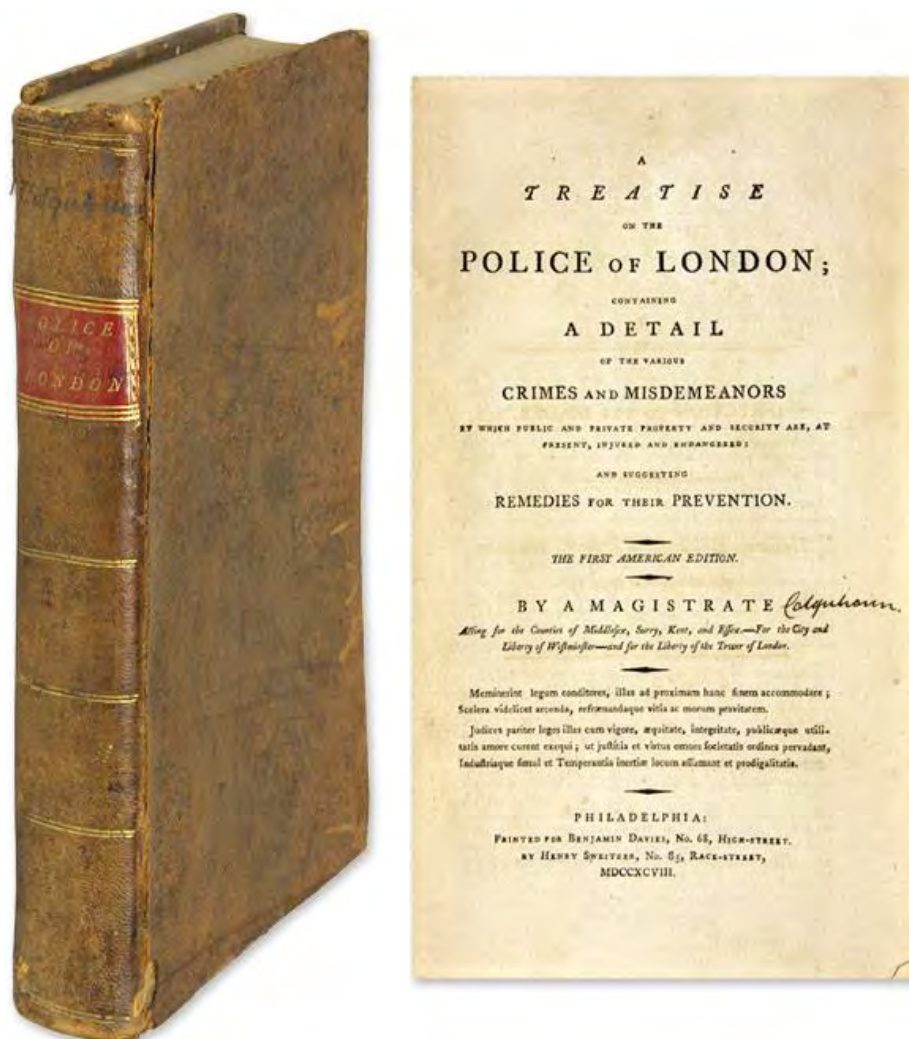 OLICE
OF
LONDON
A
TREATISE
ON THE
POLICE OF LONDON;
CONTAINING
A DETAIL
OF THE VARIOUS
CRIMES AND MISDEMEANORS
BY WHICH PUBLIC AND PRIVATE PROPERTY AND SECURITY ARE, AT
PRESENT, INJURED AND ENDANGERED:
AND SUGGESTING
REMEDIES FOR THEIR PREVENTION.
THE FIRST AMERICAN EDITION.
BY A MAGISTRATE Colquhoun.
Acting for the Counties of Middleſex, Surry, Kent, and Eſſex.—For the City and
Liberty of Weſtminſter—and for the Liberty of the Tower of London.
Meminerint legum conditores, illas ad proximam hanc finem accommodare;
Scelera videlicet arcenda, refrænandaque vitia ac morum pravitatem.
Judices pariter leges illas cum vigore, æquitate, integritate, publicæque utili-
tatis amore curent exequi; ut juſtitia et virtus omnes ſocietatis ordines pervadant,
Induſtriaque ſimul et Temperantia inertiæ locum aſſumant et prodigalitatis.
PHILADELPHIA:
PRINTED FOR BENJAMIN DAVIES, NO. 68, HIGH-STREET.
BY HENRY SWEITZER, NO. 85, RACE-STREET,
MDCCXCVIII.